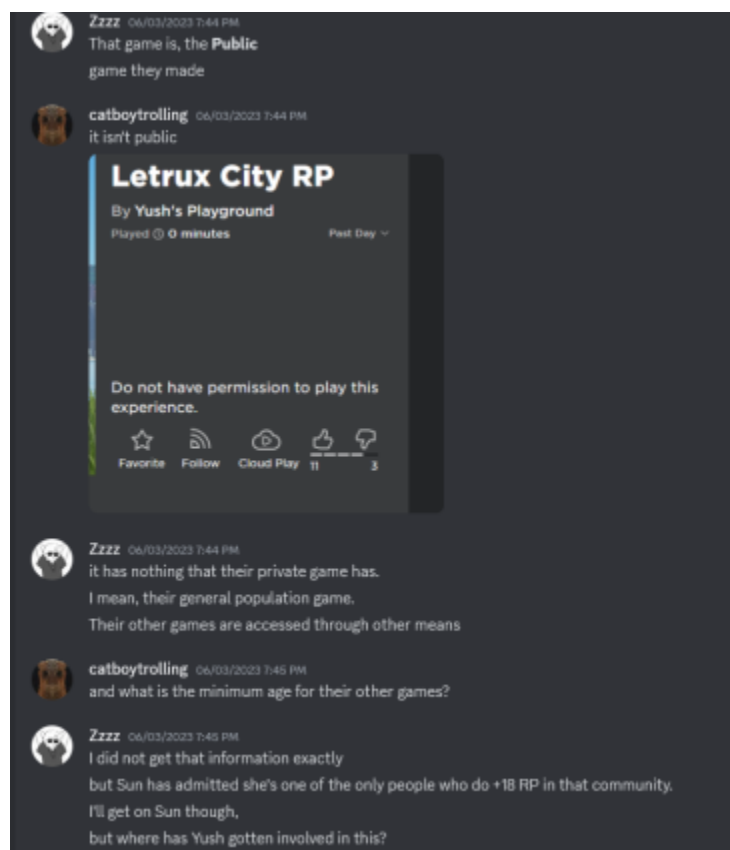 Zzzz 06/03/2023 7:44 PM
That game is, the Public
game they made
catboytrolling 06/03/2023 7:44 PM
it isn't public
Letrux City RP
By Yush's Playground
Played 0 minutes Past Day
Do not have permission to play this
experience.
Favorite Follow Cloud Play 11 3
Zzzz 06/03/2023 7:44 PM
it has nothing that their private game has.
I mean, their general population game.
Their other games are accessed through other means
catboytrolling 06/03/2023 7:45 PM
and what is the minimum age for their other games?
Zzzz 06/03/2023 7:45 PM
I did not get that information exactly
but Sun has admitted she's one of the only people who do +18 RP in that community.
I'll get on Sun though,
but where has Yush gotten involved in this?